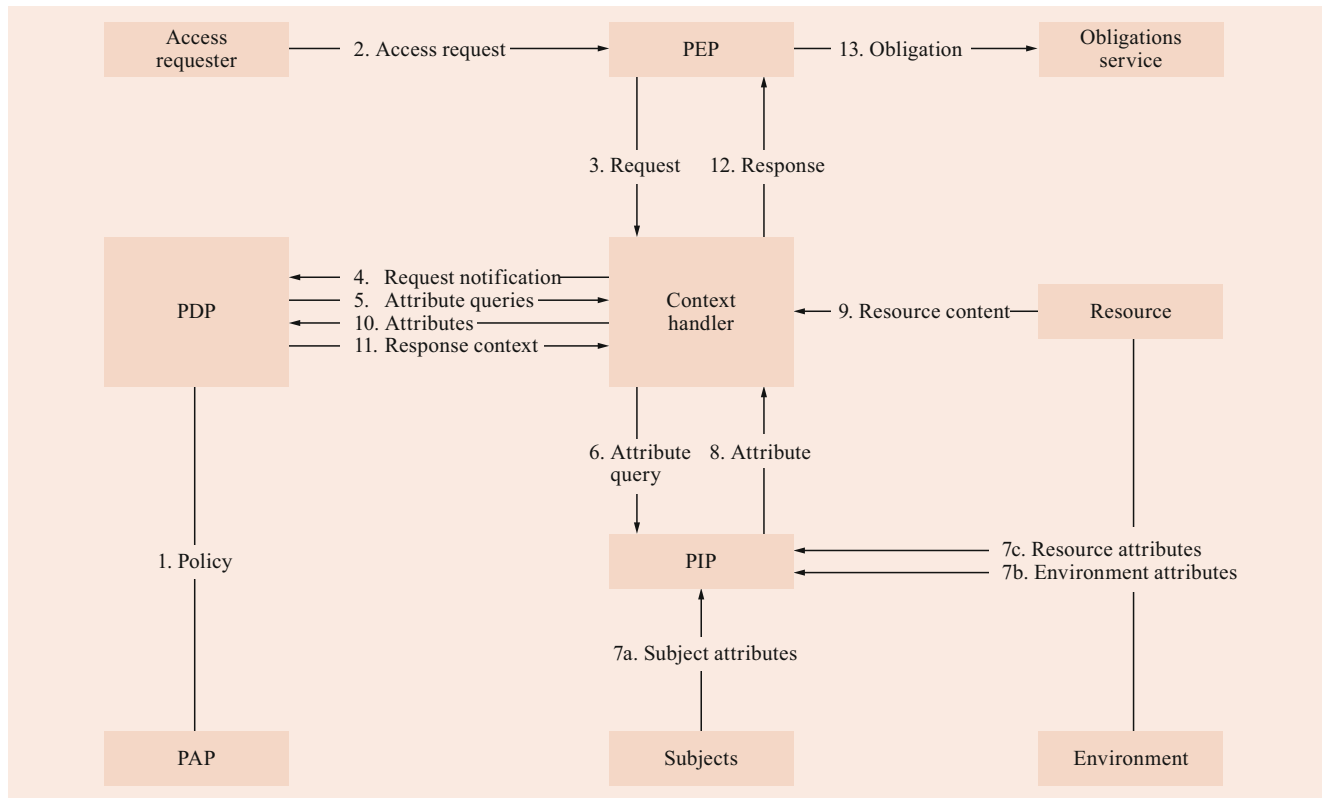 Access
requester
2. Access request
PEP
13. Obligation
Obligations
service
3. Request
12. Response
PDP
4. Request notification
5. Attribute queries
10. Attributes
11. Response context
Context
handler
9. Resource content
Resource
6. Attribute
query
8. Attribute
1. Policy
PIP
7c. Resource attributes
7b. Environment attributes
7a. Subject attributes
PAP
Subjects
Environment